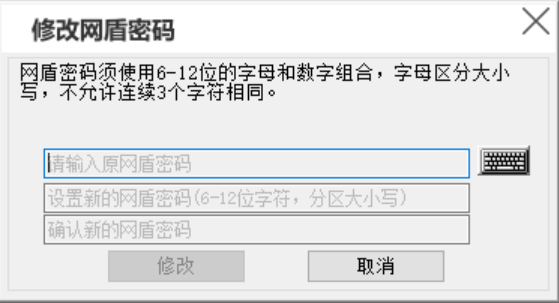 修改网盾密码
网盾密码须使用6-12位的字母和数字组合，字母区分大小
写，不允许连续3个字符相同。
请输入原网盾密码
设置新的网盾密码(6-12位字符，分区大小写)
确认新的网盾密码
修改 取消